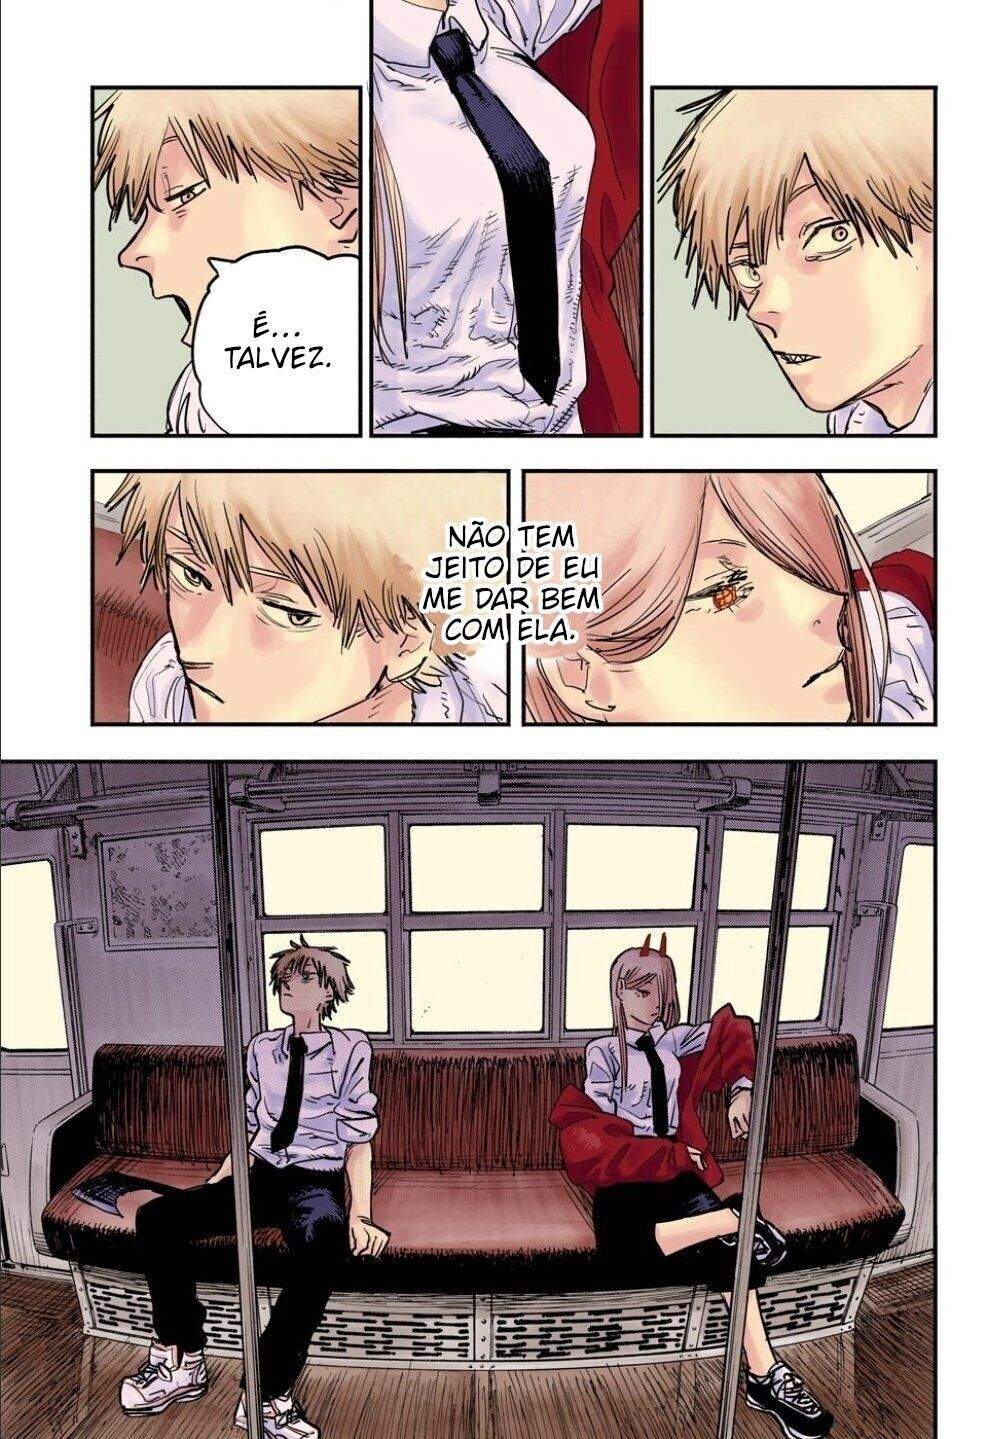 É...
TALVEZ.
NÃO TEM
JEITO DE EU
ME DAR BEM
COM ELA.